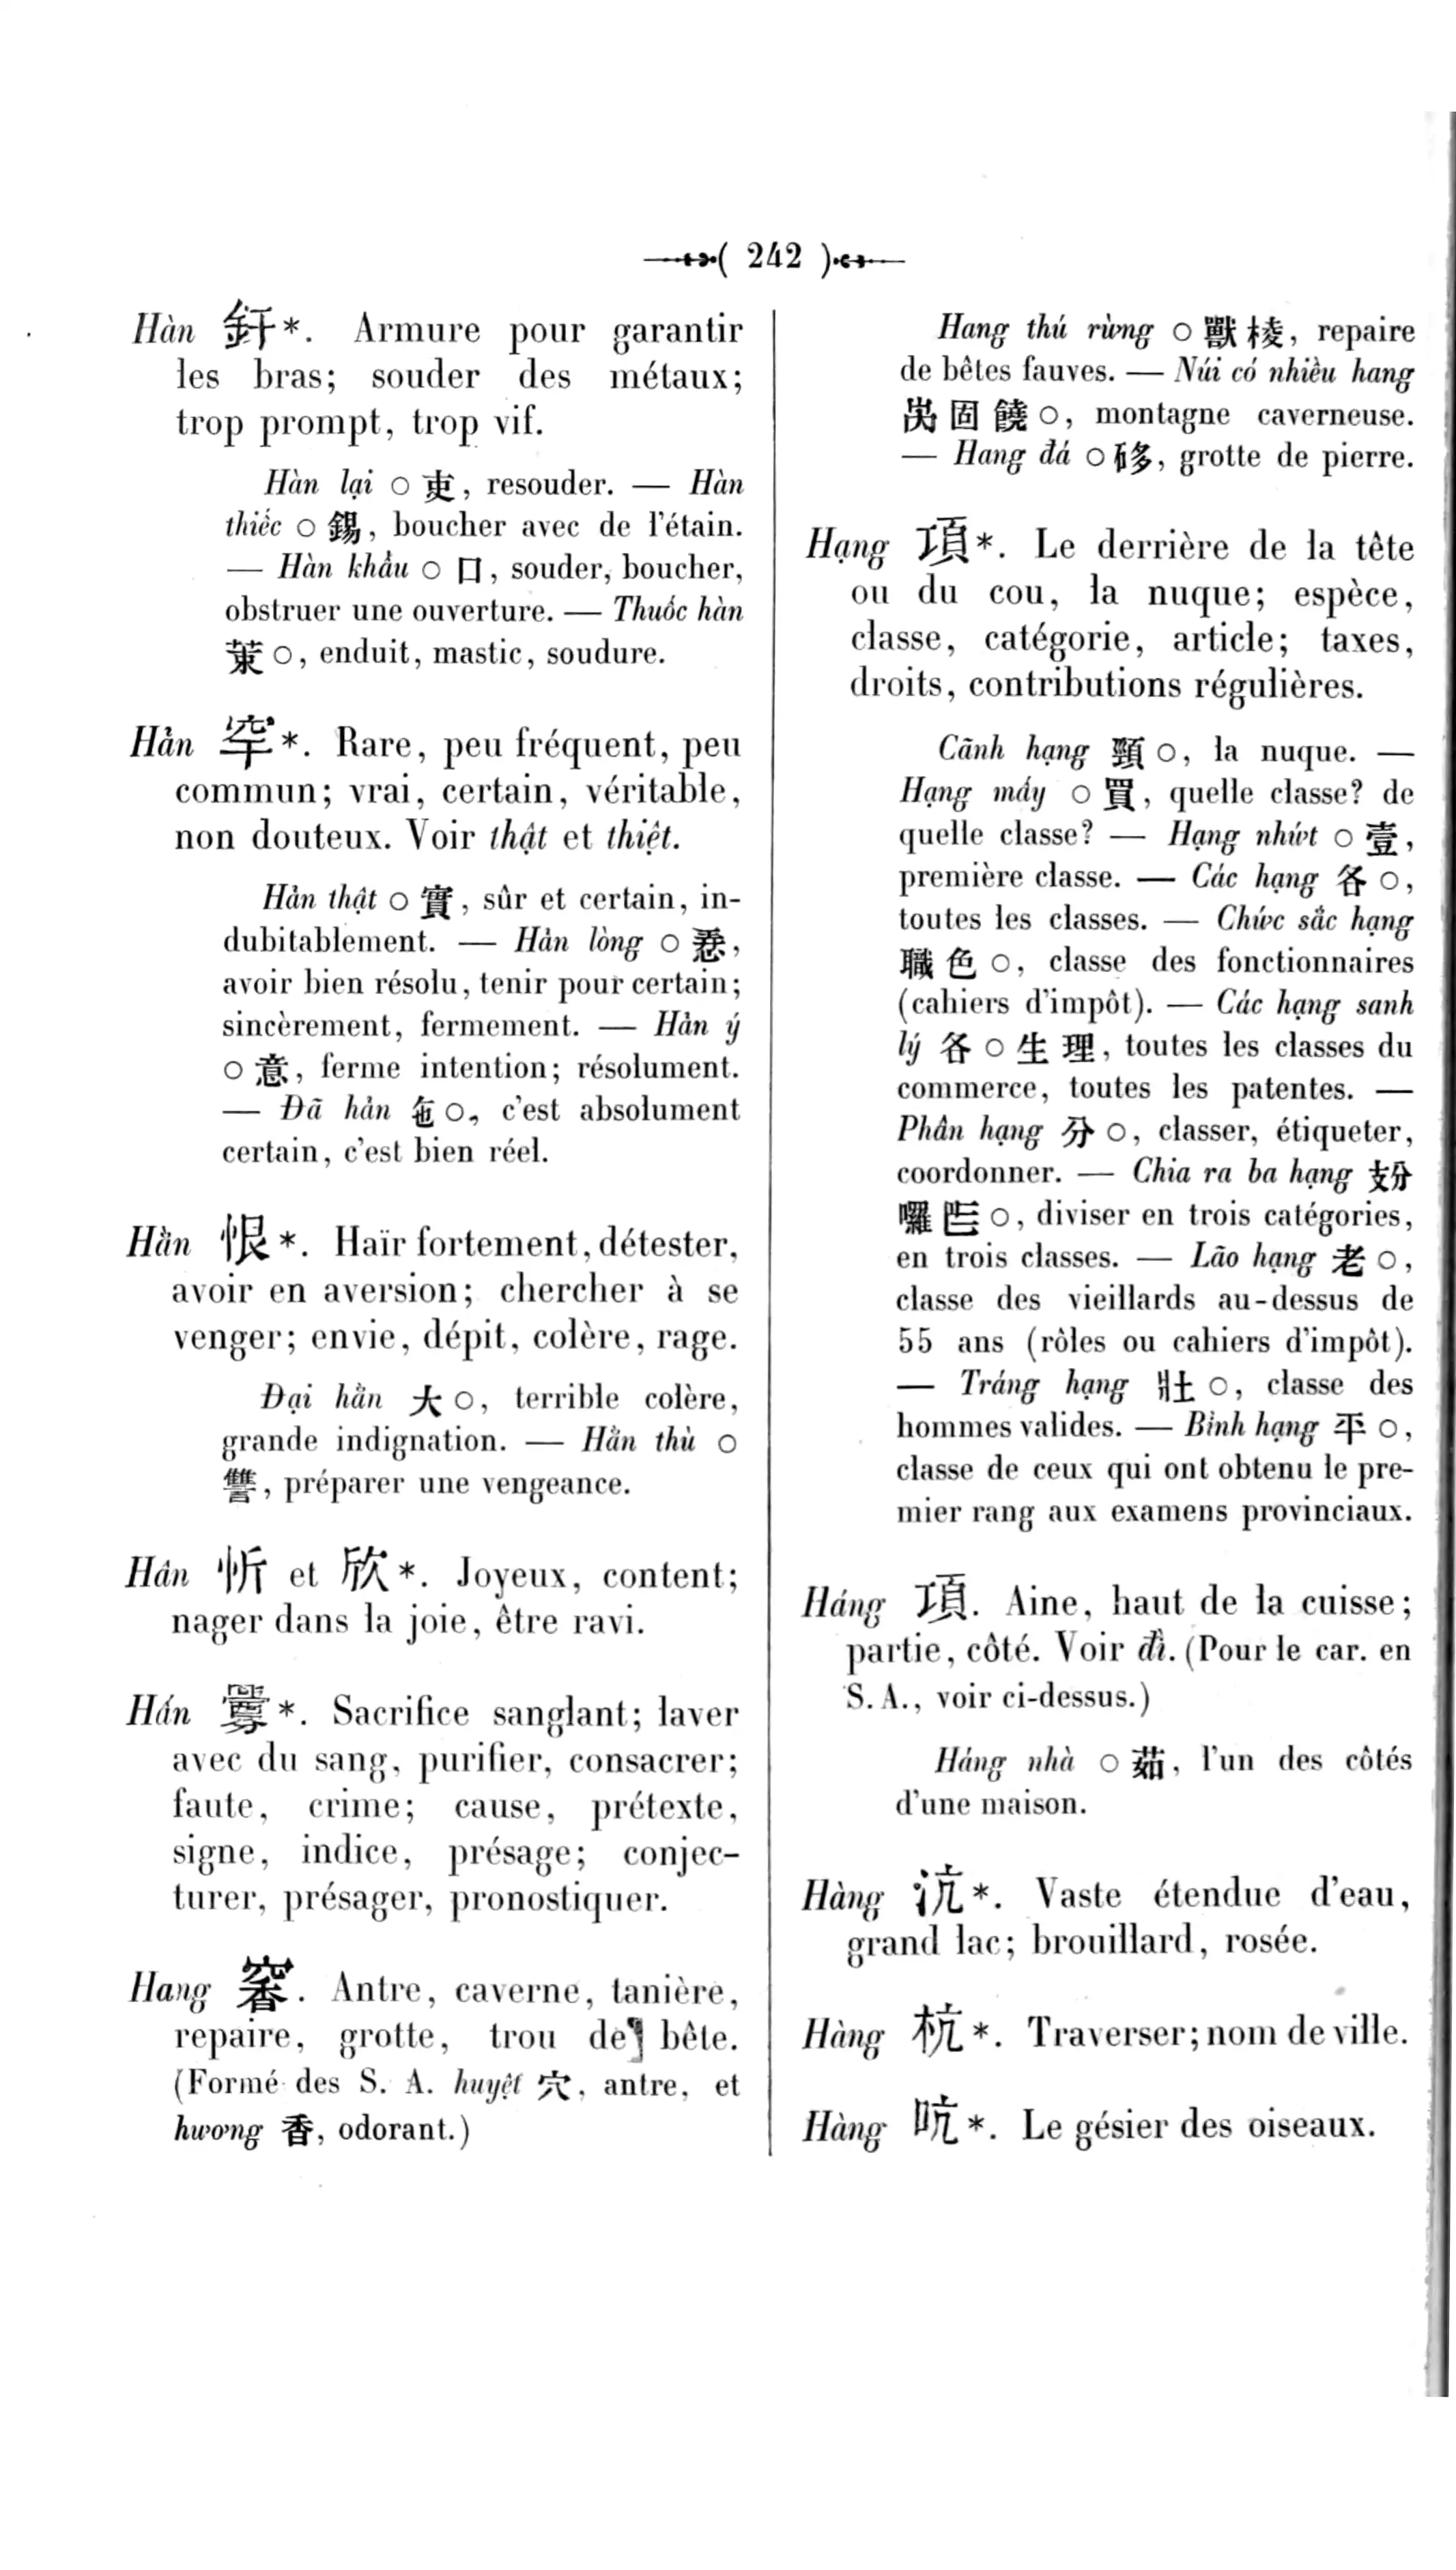 ( 242 )
Hàn 釬*. Armure pour garantir
les bras; souder des métaux;
trop prompt, trop vif.
Hàn lại ○ 吏, resouder. — Hàn
thiếc ○ 錫, boucher avec de l'étain.
— Hàn khẩu ○ 口, souder, boucher,
obstruer une ouverture. — Thuốc hàn
○, enduit, mastic, soudure.
Hản 罕*. Rare, peu fréquent, peu
commun; vrai, certain, véritable,
non douteux. Voir thật et thiệt.
Hản thật ○ 實, sûr et certain, in-
dubitablement. — Hản lòng ○,
avoir bien résolu, tenir pour certain;
sincèrement, fermement. — Hản ý
○ 意, ferme intention; résolument.
— Đã hản ○, c'est absolument
certain, c'est bien réel.
Hằn 恨*. Haïr fortement, détester,
avoir en aversion; chercher à se
venger; envie, dépit, colère, rage.
Đại hằn 大 ○, terrible colère,
grande indignation. — Hằn thù ○
讐, préparer une vengeance.
Hân 忻 et 欣*. Joyeux, content;
nager dans la joie, être ravi.
Hấn *. Sacrifice sanglant; laver
avec du sang, purifier, consacrer;
faute, crime; cause, prétexte,
signe, indice, présage; conjec-
turer, présager, pronostiquer.
Hang. Antre, caverne, tanière,
repaire, grotte, trou de bête.
(Formé des S. A. huyệt 穴, antre, et
hương 香, odorant.)
Hang thú rừng ○ 獸 棱, repaire
de bêtes fauves. — Núi có nhiều hang
固 饒 ○, montagne caverneuse.
— Hang đá ○, grotte de pierre.
Hạng 項*. Le derrière de la tête
ou du cou, la nuque; espèce,
classe, catégorie, article; taxes,
droits, contributions régulières.
Cãnh hạng 頸 ○, la nuque. —
Hạng mấy ○ 買, quelle classe? de
quelle classe? — Hạng nhứt ○ 壹,
première classe. — Các hạng 各 ○,
toutes les classes. — Chức sắc hạng
職 色 ○, classe des fonctionnaires
(cahiers d'impôt). — Các hạng sanh
lý 各 ○ 生 理, toutes les classes du
commerce, toutes les patentes. —
Phân hạng 分 ○, classer, étiqueter,
coordonner. — Chia ra ba hạng
囉 ○, diviser en trois catégories,
en trois classes. — Lão hạng 老 ○,
classe des vieillards au-dessus de
55 ans (rôles ou cahiers d'impôt).
— Tráng hạng 壯 ○, classe des
hommes valides. — Bình hạng 平 ○,
classe de ceux qui ont obtenu le pre-
mier rang aux examens provinciaux.
Háng 項. Aine, haut de la cuisse;
partie, côté. Voir đì. (Pour le car. en
S. A., voir ci-dessus.)
Háng nhà ○ 茹, l'un des côtés
d'une maison.
Hàng 沆*. Vaste étendue d'eau,
grand lac; brouillard, rosée.
Hàng 杭*. Traverser; nom de ville.
Hàng 吭*. Le gésier des oiseaux.